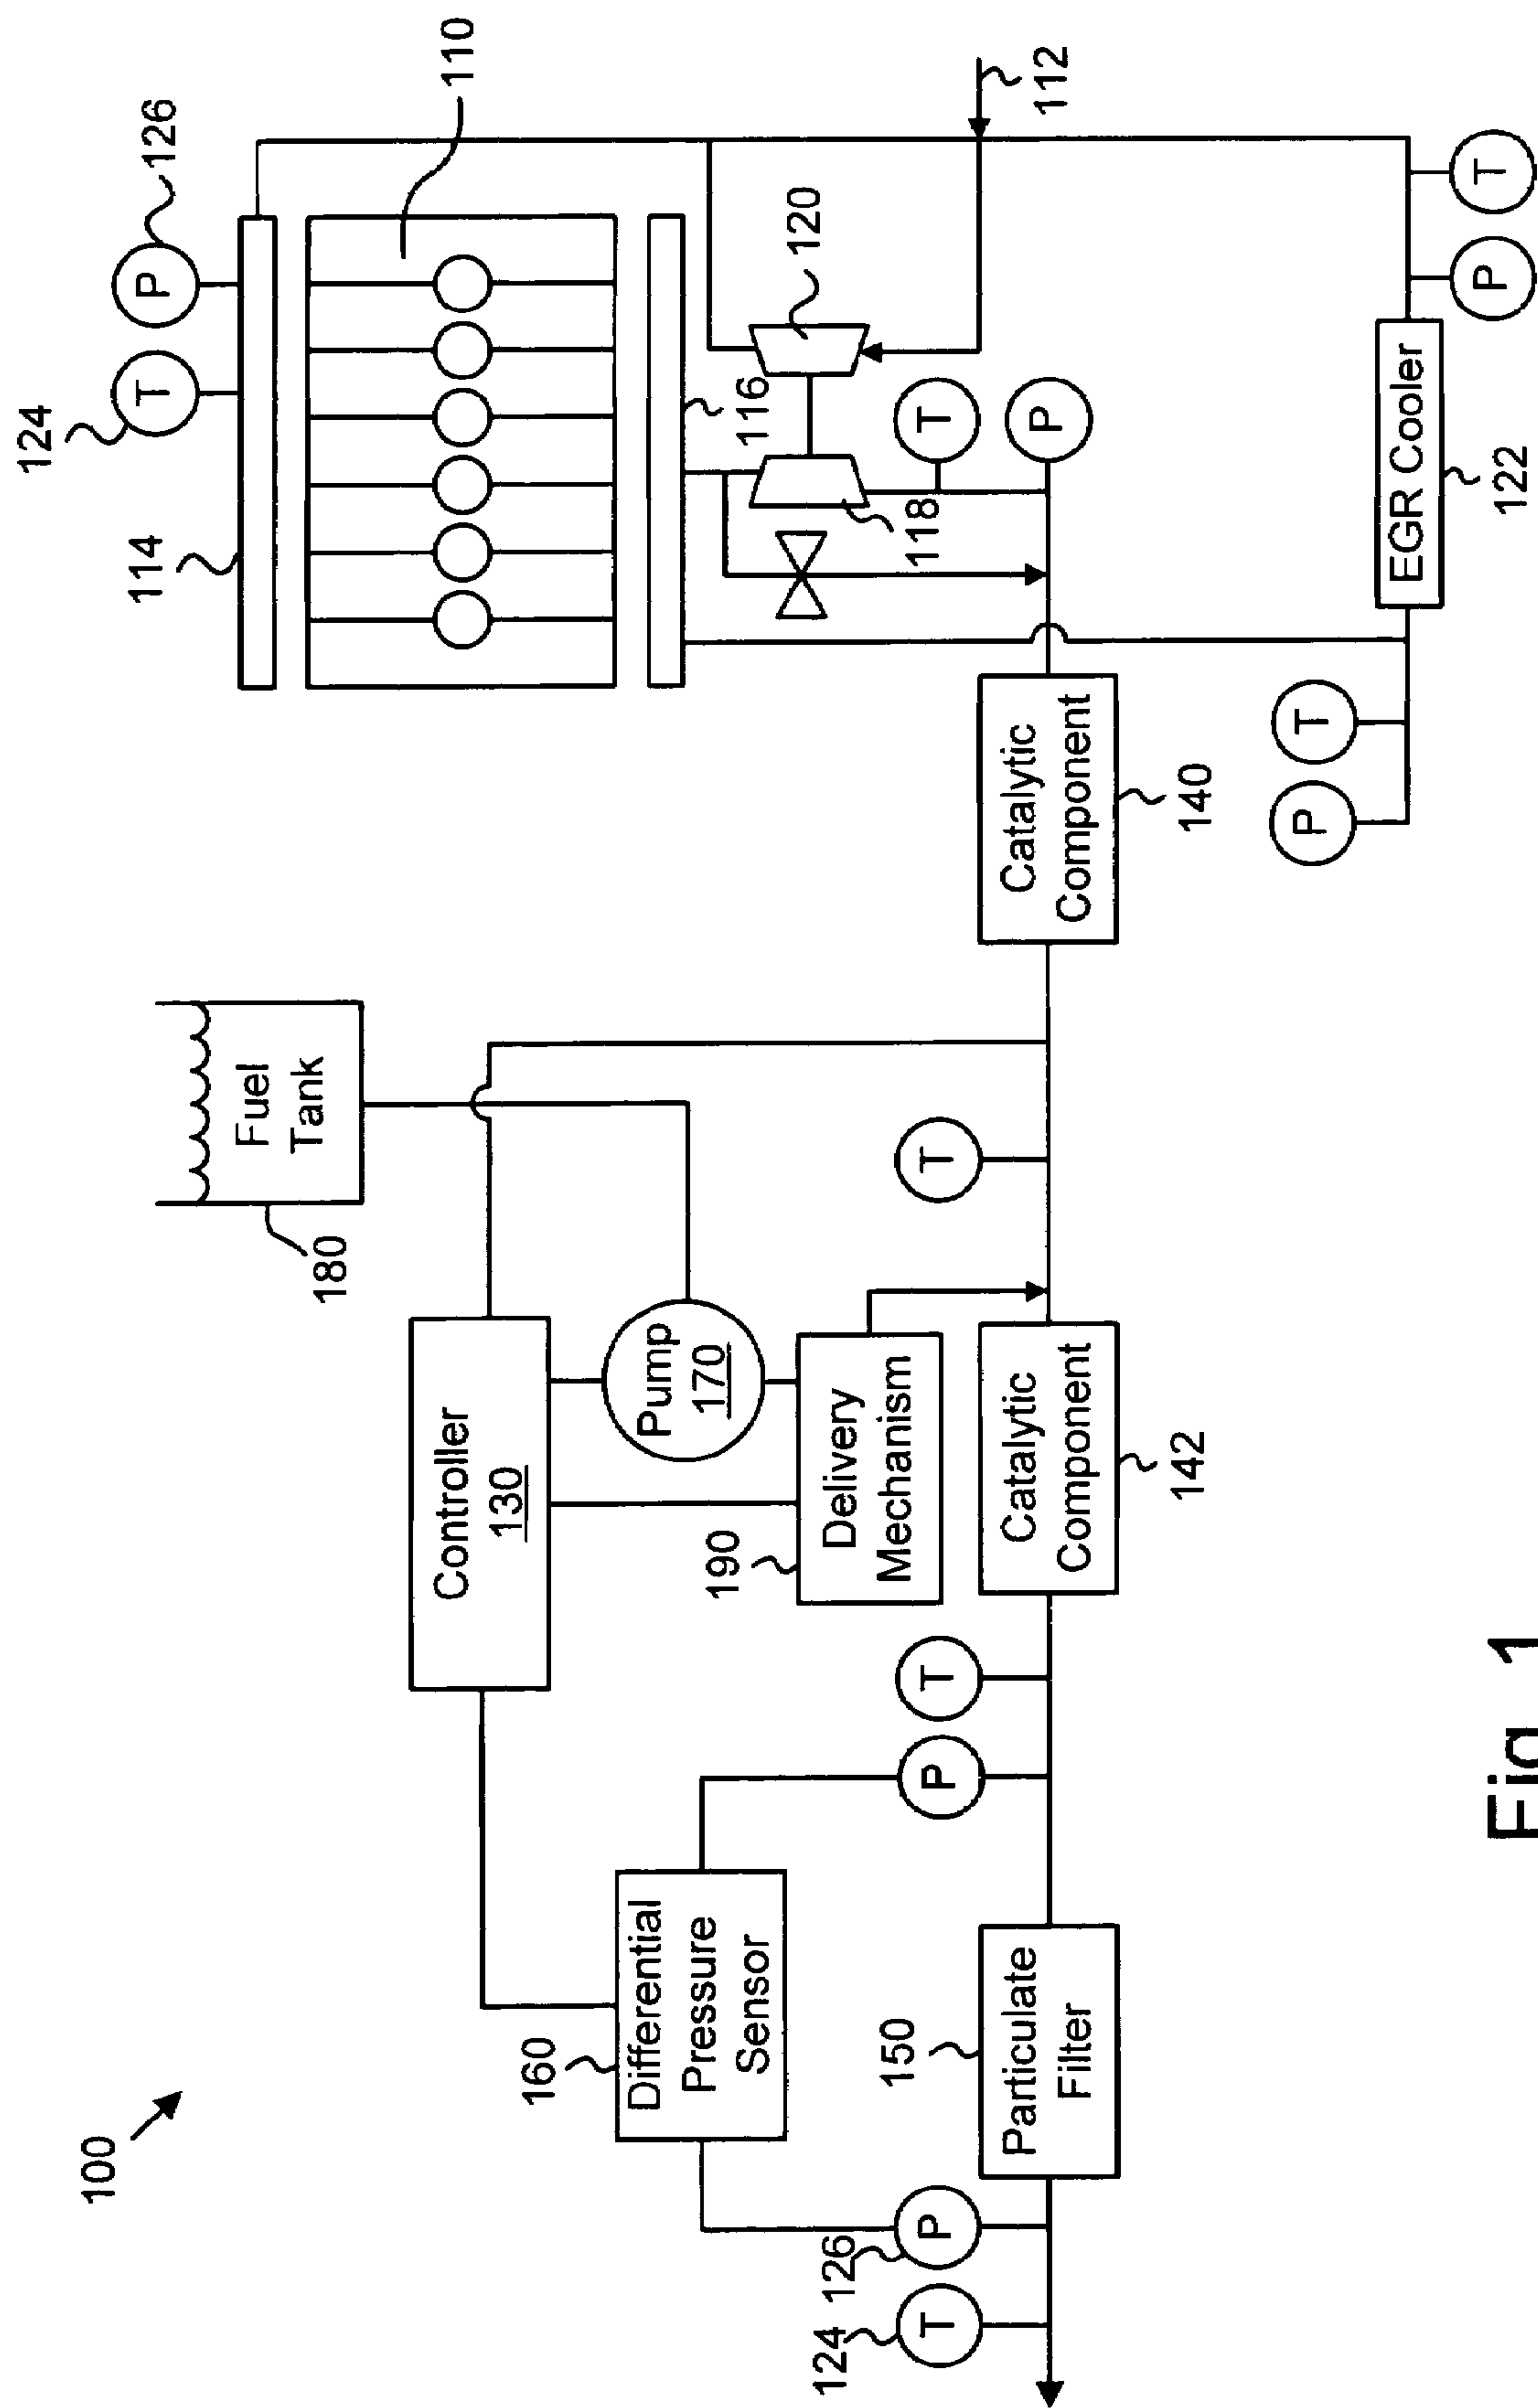 100
124
126
114
110
116
120
112
118
T
P
T
P
EGR Cooler
122
T
P
T
P
Fuel
Tank
180
Controller
130
Pump
170
190
Delivery
Mechanism
T
Catalytic
Component
140
Catalytic
Component
142
160
Differential
Pressure
Sensor
T
P
150
Particulate
Filter
P
126
T
124
Fig. 1